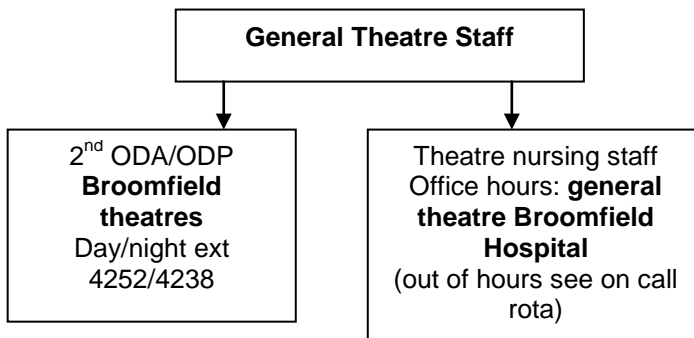 General Theatre Staff
2nd ODA/ODP
Broomfield
theatres
Day/night ext
4252/4238
Theatre nursing staff
Office hours: general
theatre Broomfield
Hospital
(out of hours see on call
rota)